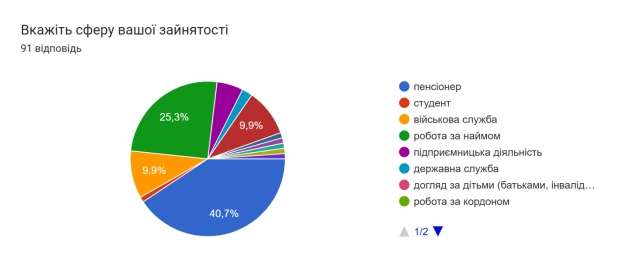 Вкажіть сферу вашої зайнятості
91 відповідь
25,3%
9,9%
9,9%
40,7%
пенсіонер
студент
військова служба
робота за наймом
підприємницька діяльність
державна служба
догляд за дітьми (батьками, інвалід…
робота за кордоном
1/2